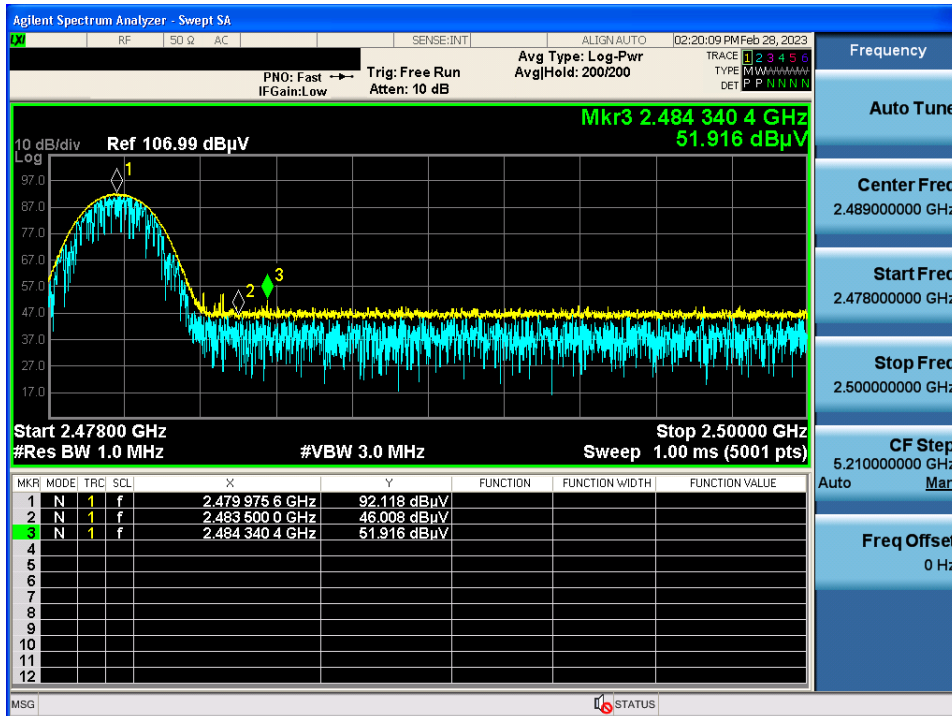 Agilent Spectrum Analyzer - Swept SA
LXI RF 50 Ω AC SENSE:INT ALIGN AUTO 02:20:09 PM Feb 28, 2023
PNO: Fast Trig: Free Run Avg Type: Log-Pwr TRACE 1 2 3 4 5 6
IFGain:Low Atten: 10 dB Avg|Hold: 200/200 TYPE MWWWWW
DET P P N N N N
Mkr3 2.484 340 4 GHz
51.916 dBµV
10 dB/div Ref 106.99 dBµV
Log
97.0
87.0
77.0
67.0
57.0
47.0
37.0
27.0
17.0
1
2
3
Start 2.47800 GHz Stop 2.50000 GHz
#Res BW 1.0 MHz #VBW 3.0 MHz Sweep 1.00 ms (5001 pts)
MKR MODE TRC SCL X Y FUNCTION FUNCTION WIDTH FUNCTION VALUE
1 N 1 f 2.479 975 6 GHz 92.118 dBµV
2 N 1 f 2.483 500 0 GHz 46.008 dBµV
3 N 1 f 2.484 340 4 GHz 51.916 dBµV
4
5
6
7
8
9
10
11
12
MSG STATUS
Frequency
Auto Tune
Center Freq
2.489000000 GHz
Start Freq
2.478000000 GHz
Stop Freq
2.500000000 GHz
CF Step
5.210000000 GHz
Auto Man
Freq Offset
0 Hz